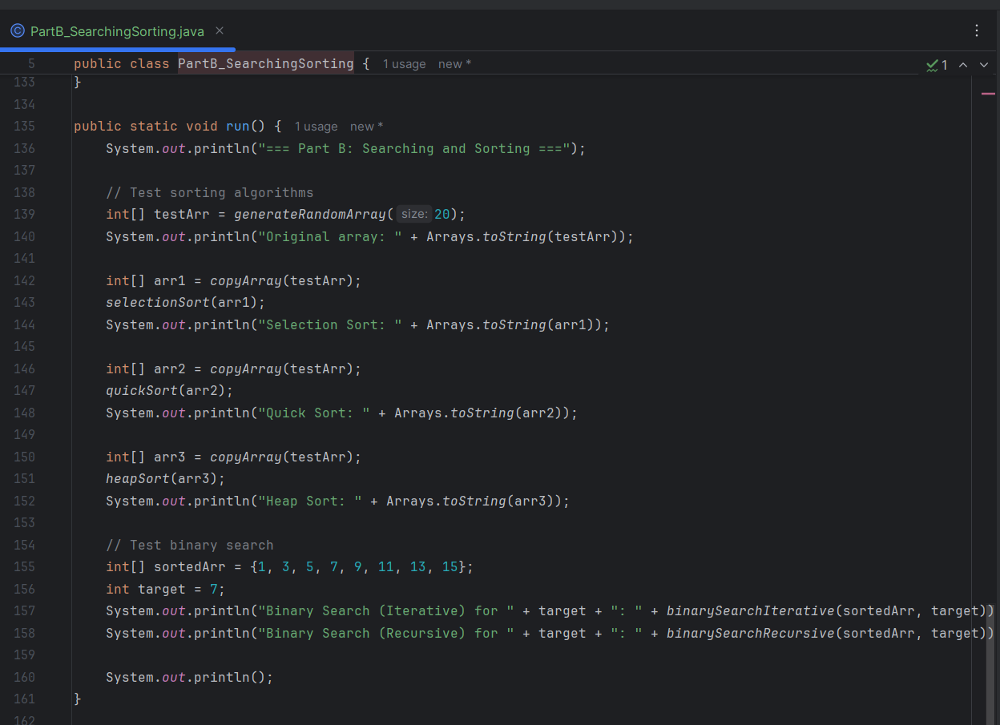 PartB_SearchingSorting.java
5 public class PartB_SearchingSorting { 1 usage new *
1
133 }
134
135 public static void run() { 1 usage new *
136 System.out.println("=== Part B: Searching and Sorting ===");
137
138 // Test sorting algorithms
139 int[] testArr = generateRandomArray( size: 20);
140 System.out.println("Original array: " + Arrays.toString(testArr));
141
142 int[] arr1 = copyArray(testArr);
143 selectionSort(arr1);
144 System.out.println("Selection Sort: " + Arrays.toString(arr1));
145
146 int[] arr2 = copyArray(testArr);
147 quickSort(arr2);
148 System.out.println("Quick Sort: " + Arrays.toString(arr2));
149
150 int[] arr3 = copyArray(testArr);
151 heapSort(arr3);
152 System.out.println("Heap Sort: " + Arrays.toString(arr3));
153
154 // Test binary search
155 int[] sortedArr = {1, 3, 5, 7, 9, 11, 13, 15};
156 int target = 7;
157 System.out.println("Binary Search (Iterative) for " + target + ": " + binarySearchIterative(sortedArr, target))
158 System.out.println("Binary Search (Recursive) for " + target + ": " + binarySearchRecursive(sortedArr, target))
159
160 System.out.println();
161 }
162